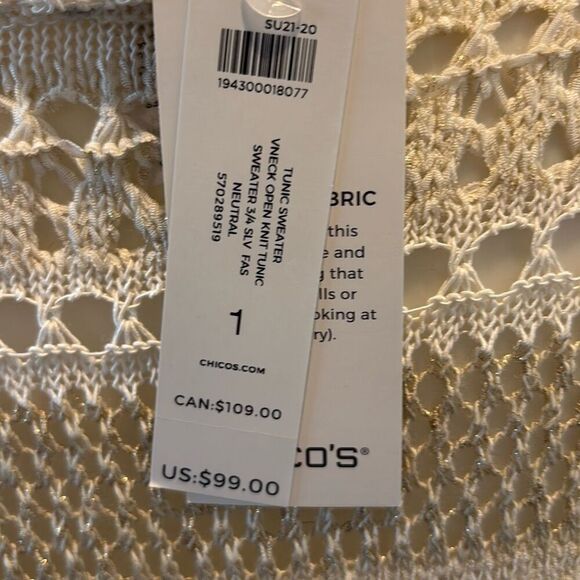 SU21-20
194300018077
TUNIC SWEATER
VNECK OPEN KNIT TUNIC
SWEATER 3/4 SLV FAS
NEUTRAL
570289519
1
CHICOS.COM
CAN:$109.00
US:$99.00
BRIC
this
e and
g that
lls or
oking at
ry).
CO'S®